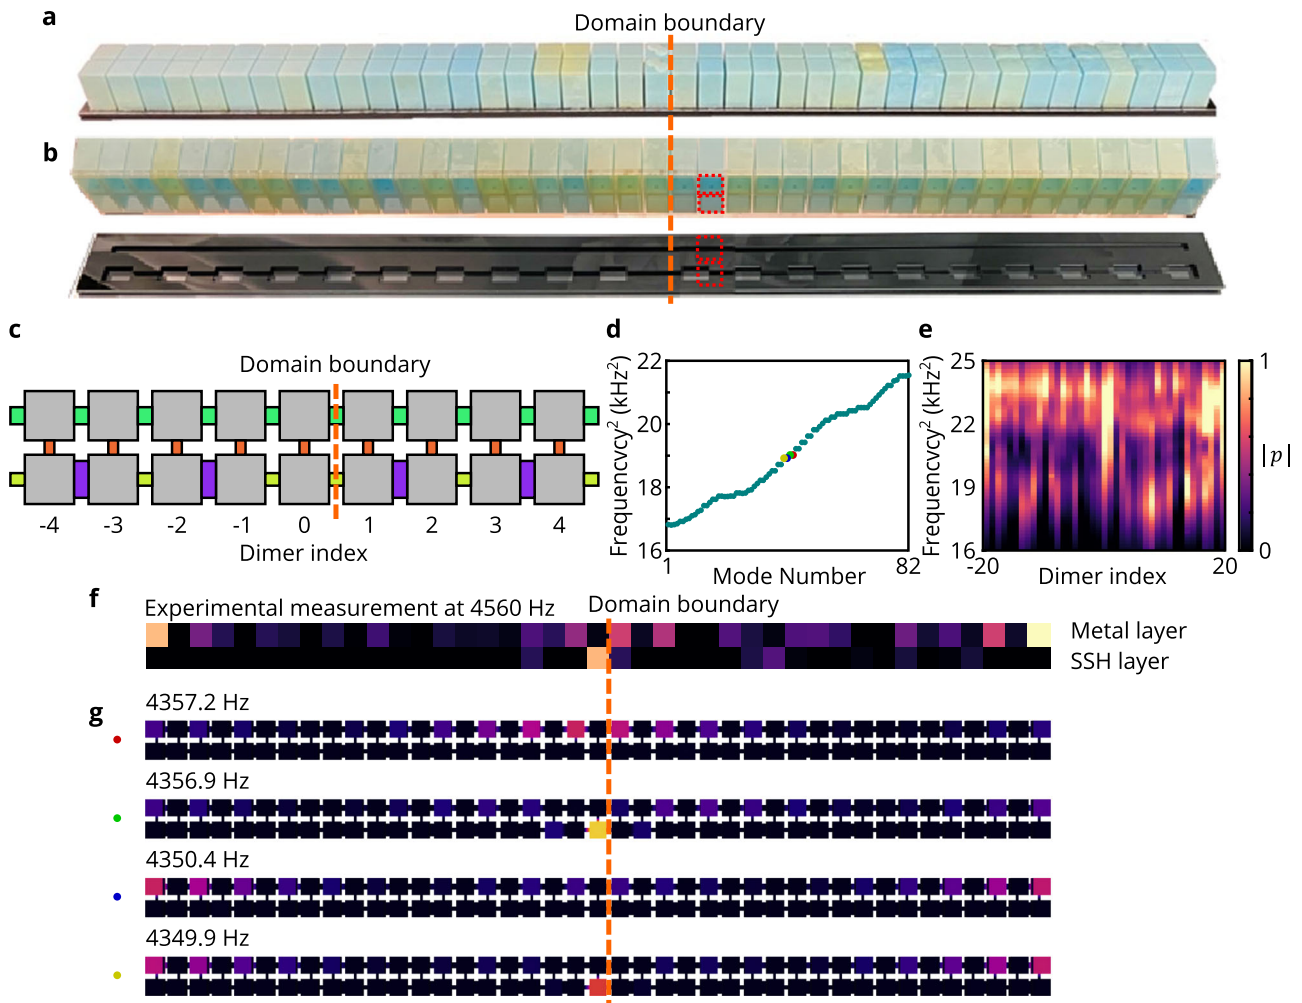 a
Domain boundary
b
c
Domain boundary
-4 -3 -2 -1 0 1 2 3 4
Dimer index
d
Frequencvcy² (kHz²)
22
20
18
16
1 82
Mode Number
e
Frequencvcy² (kHz²)
25
22
19
16
-20 20
Dimer index
1
|p|
0
f
Experimental measurement at 4560 Hz
Domain boundary
Metal layer
SSH layer
g
4357.2 Hz
4356.9 Hz
4350.4 Hz
4349.9 Hz